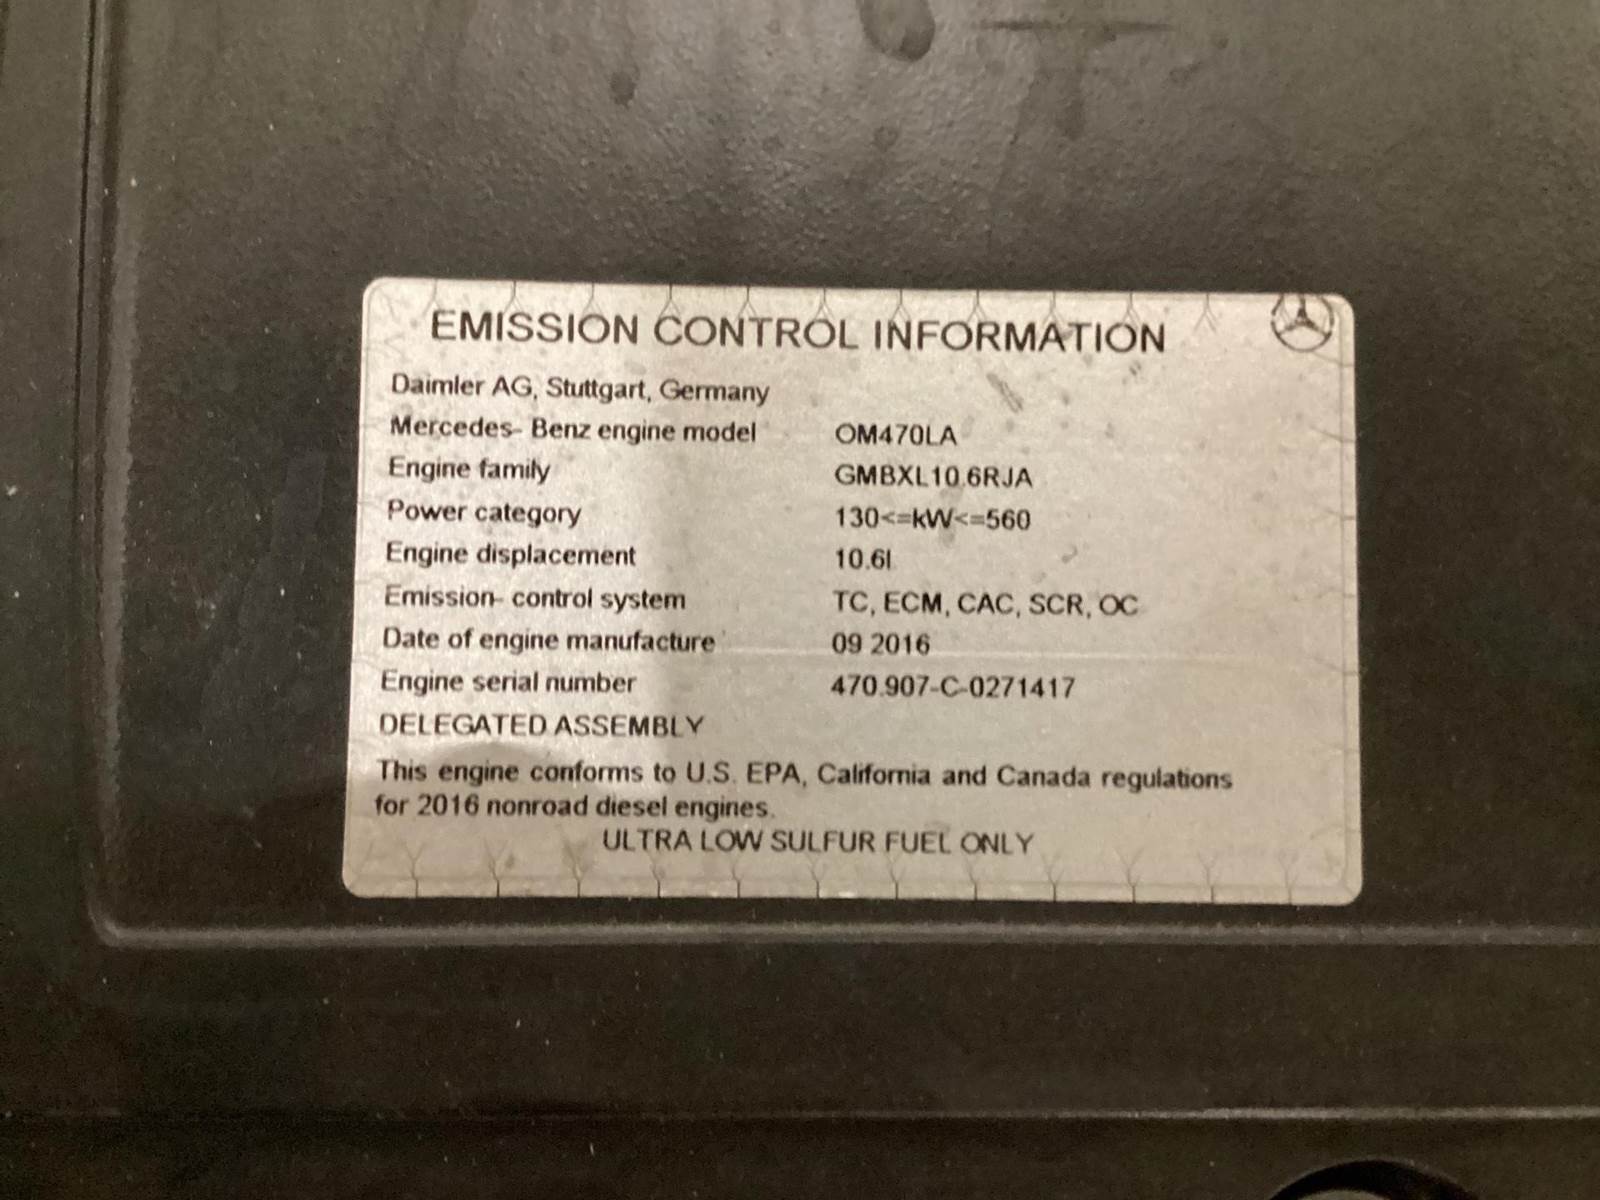 EMISSION CONTROL INFORMATION
Daimler AG, Stuttgart, Germany
Mercedes- Benz engine model OM470LA
Engine family GMBXL10.6RJA
Power category 130<=kW<=560
Engine displacement 10.6l
Emission- control system TC, ECM, CAC, SCR, OC
Date of engine manufacture 09 2016
Engine serial number 470.907-C-0271417
DELEGATED ASSEMBLY
This engine conforms to U.S. EPA, California and Canada regulations
for 2016 nonroad diesel engines.
ULTRA LOW SULFUR FUEL ONLY